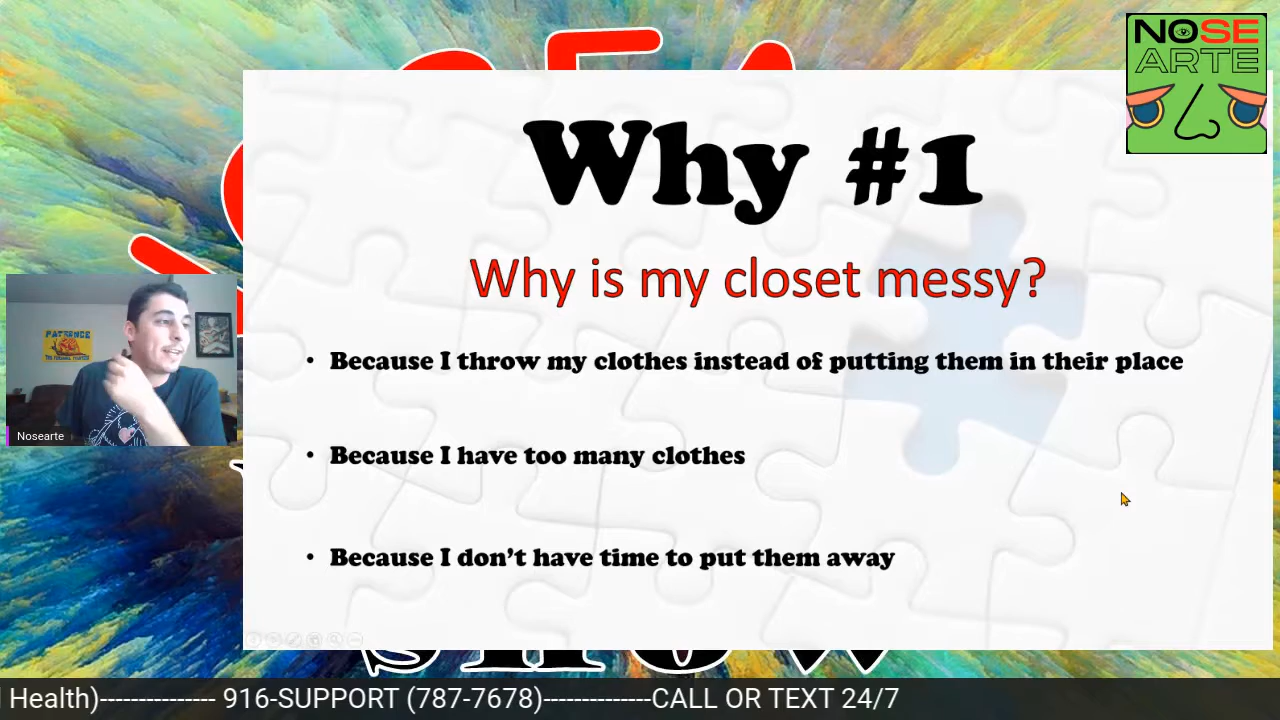 NOSE
ARTE
Why #1
Why is my closet messy?
• Because I throw my clothes instead of putting them in their place
• Because I have too many clothes
• Because I don’t have time to put them away
PATIENCE
Nosearte
Health)--------------- 916-SUPPORT (787-7678)--------------CALL OR TEXT 24/7